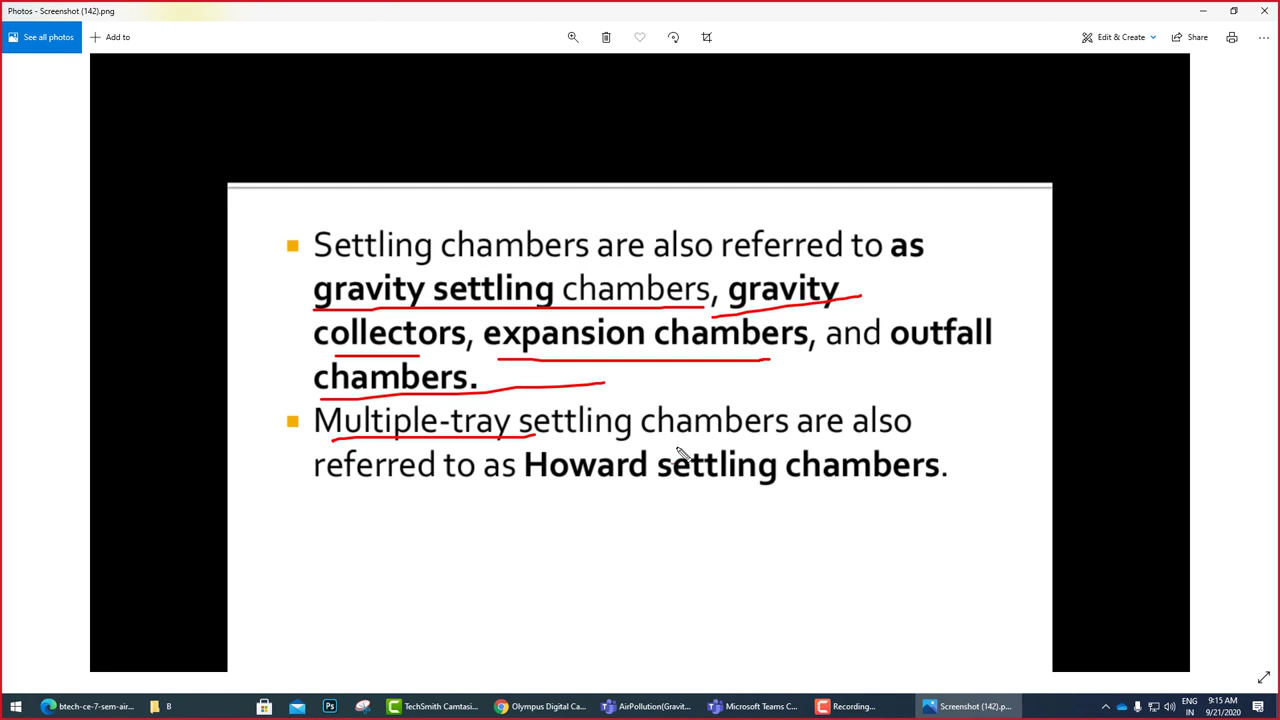 Photos - Screenshot (142).png
See all photos
Add to
Edit & Create
Share
Settling chambers are also referred to as
gravity settling chambers, gravity
collectors, expansion chambers, and outfall
chambers.
Multiple-tray settling chambers are also
referred to as Howard settling chambers.
btech-ce-7-sem-air...
B
TechSmith Camtasi...
Olympus Digital Ca...
AirPollution(Gravit...
Microsoft Teams C...
Recording...
Screenshot (142).p...
ENG
IN
9:15 AM
9/21/2020